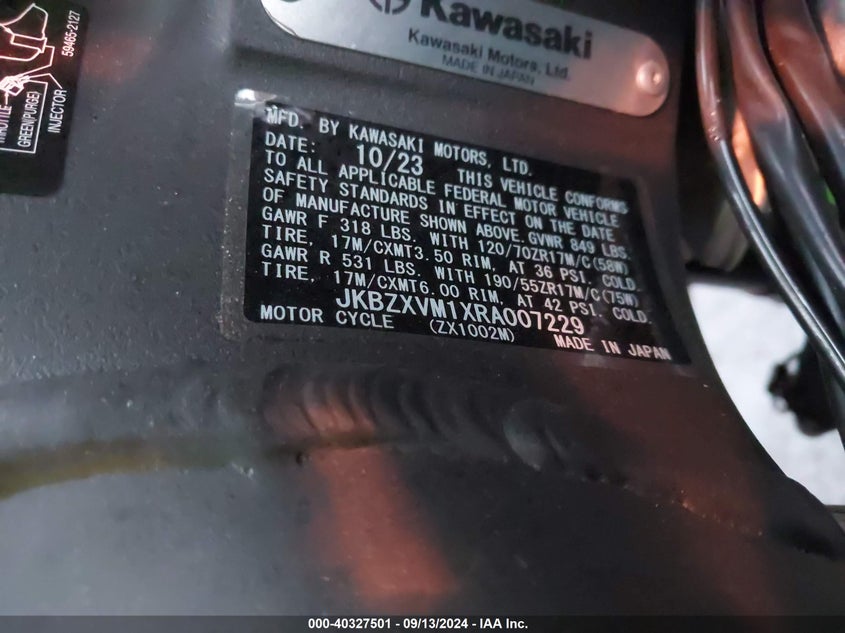 Kawasaki
Kawasaki Motors, Ltd.
MADE IN JAPAN
59465-2127
GREEN(PURGE)
INJECTOR
MFD. BY KAWASAKI MOTORS, LTD.
DATE: 10/23 THIS VEHICLE CONFORMS
TO ALL APPLICABLE FEDERAL MOTOR VEHICLE
SAFETY STANDARDS IN EFFECT ON THE DATE
OF MANUFACTURE SHOWN ABOVE. GVWR 849 LBS.
GAWR F 318 LBS. WITH 120/70ZR17M/C(58W)
TIRE, 17M/CXMT3.50 RIM, AT 36 PSI. COLD.
GAWR R 531 LBS. WITH 190/55ZR17M/C(75W)
TIRE, 17M/CXMT6.00 RIM, AT 42 PSI. COLD.
JKBZXVM1XRA007229
MOTOR CYCLE (ZX1002M) MADE IN JAPAN
000-40327501 - 09/13/2024 - IAA Inc.